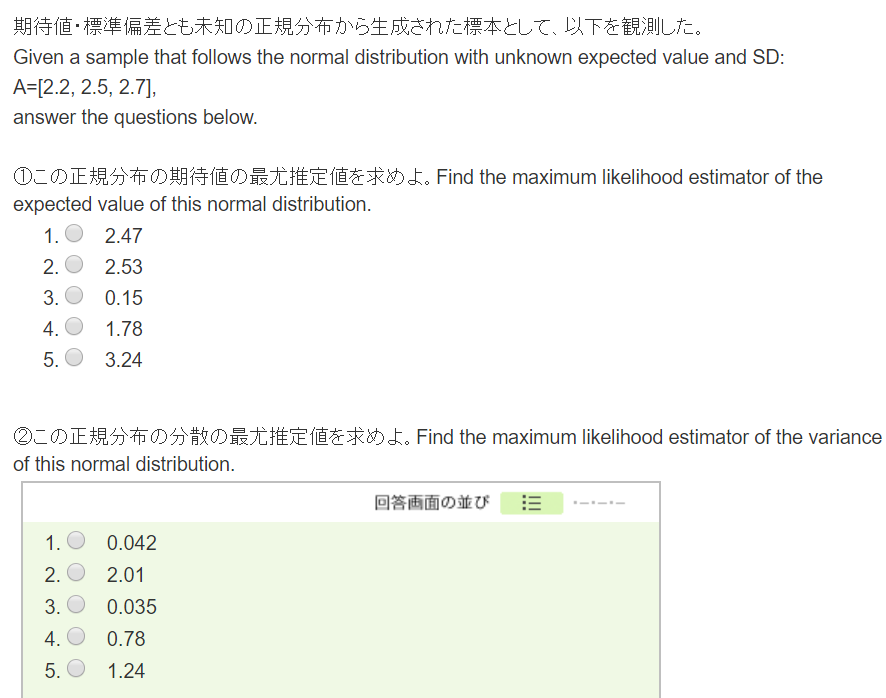 期待値・標準偏差とも未知の正規分布から生成された標本として、以下を観測した。
Given a sample that follows the normal distribution with unknown expected value and SD:
A=[2.2, 2.5, 2.7],
answer the questions below.
①この正規分布の期待値の最尤推定値を求めよ。Find the maximum likelihood estimator of the
expected value of this normal distribution.
1. 2.47
2. 2.53
3. 0.15
4. 1.78
5. 3.24
②この正規分布の分散の最尤推定値を求めよ。Find the maximum likelihood estimator of the variance
of this normal distribution.
回答画面の並び
1. 0.042
2. 2.01
3. 0.035
4. 0.78
5. 1.24